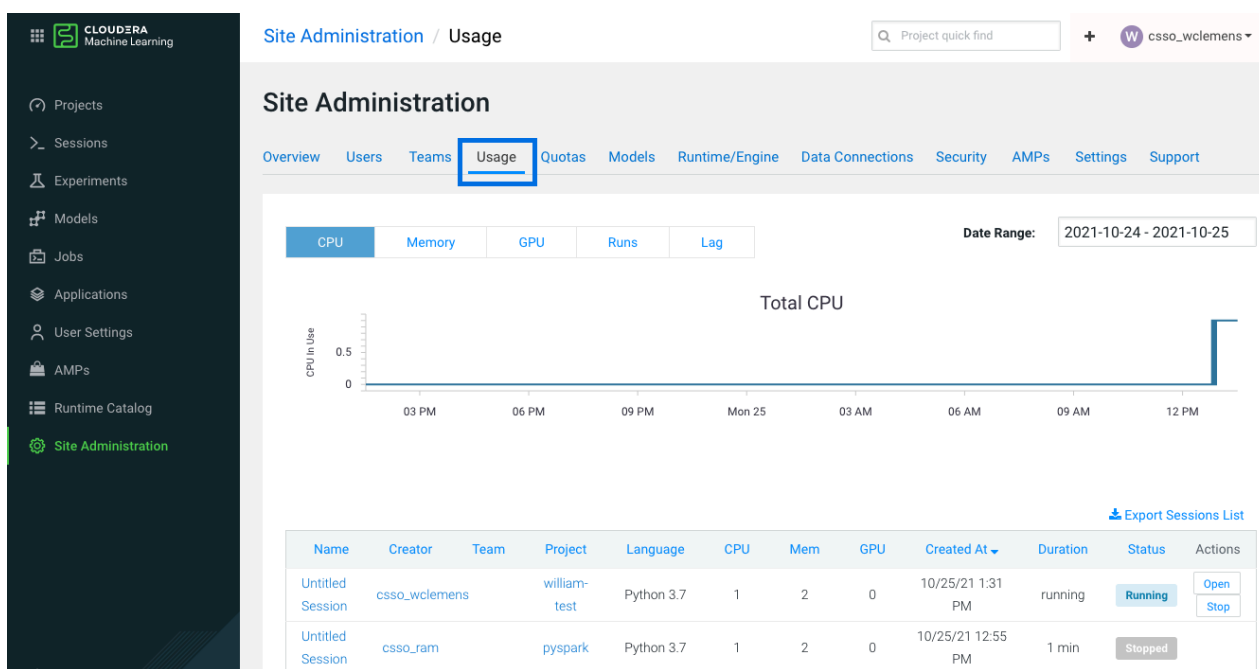 CLOUDERA
Machine Learning
Site Administration / Usage
Project quick find
+
W
csso_wclemens
Projects
Sessions
Experiments
Models
Jobs
Applications
User Settings
AMPs
Runtime Catalog
Site Administration
Site Administration
Overview Users Teams Usage Quotas Models Runtime/Engine Data Connections Security AMPs Settings Support
CPU Memory GPU Runs Lag
Date Range: 2021-10-24 - 2021-10-25
Total CPU
CPU In Use
0.5
0
03 PM 06 PM 09 PM Mon 25 03 AM 06 AM 09 AM 12 PM
Export Sessions List
Name Creator Team Project Language CPU Mem GPU Created At Duration Status Actions
Untitled william- 10/25/21 1:31 Open
csso_wclemens Python 3.7 1 2 0 running Running
Session test PM Stop
Untitled 10/25/21 12:55
csso_ram pyspark Python 3.7 1 2 0 1 min Stopped
Session PM